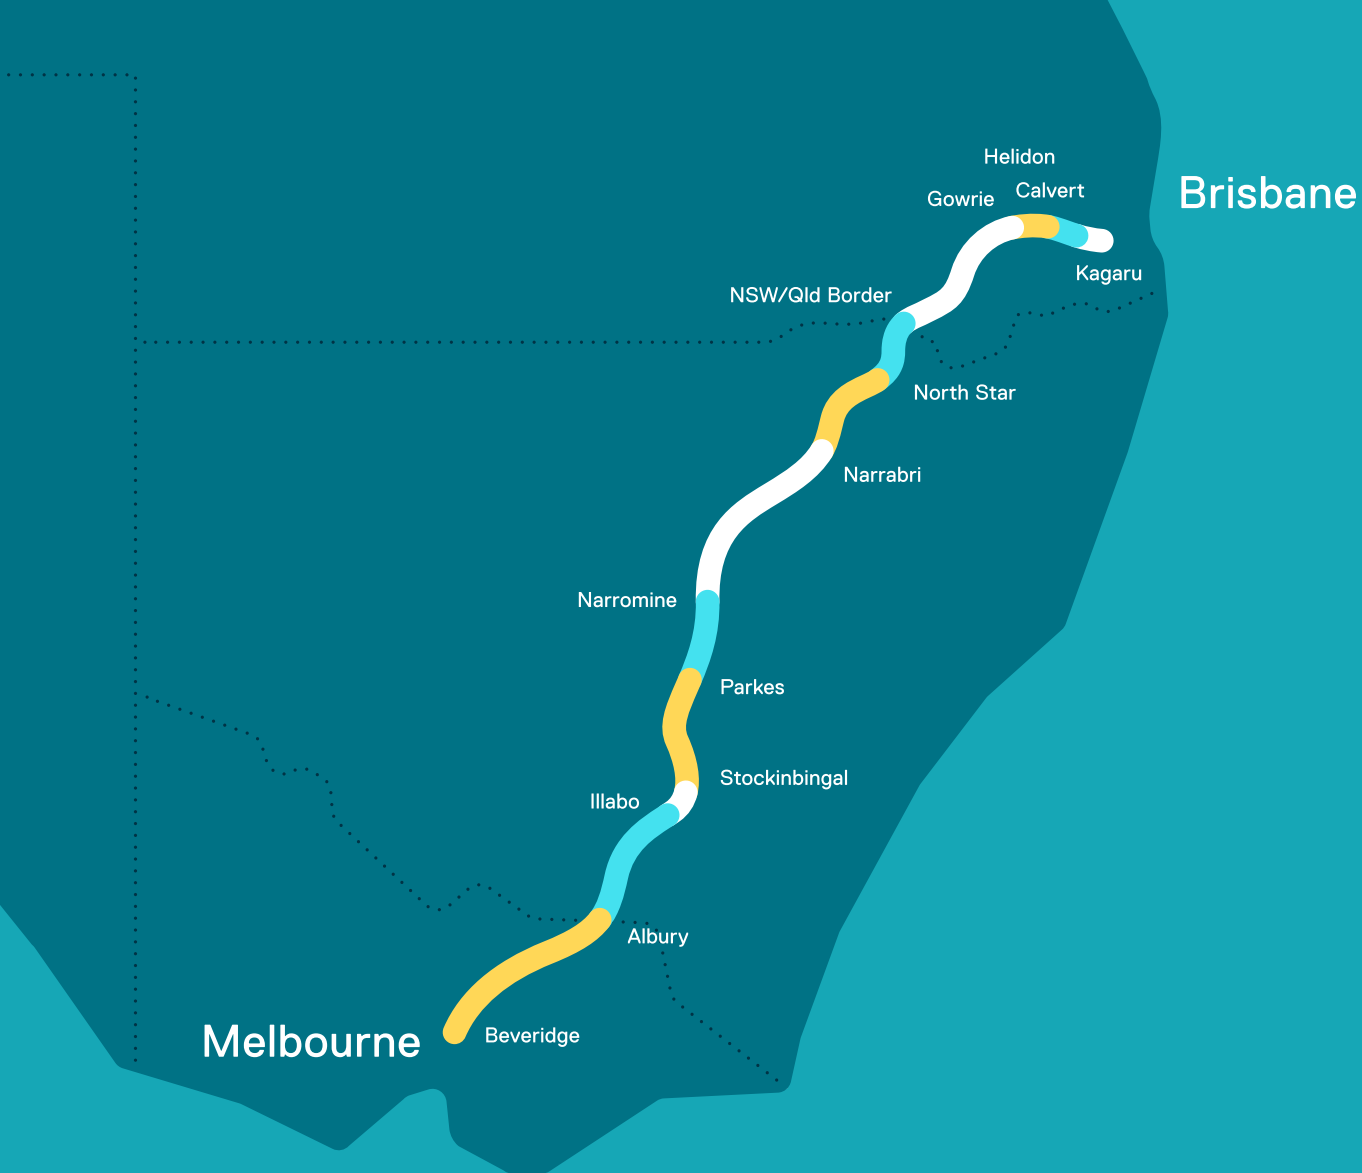 Helidon
Calvert
Gowrie
Brisbane
Kagaru
NSW/Qld Border
North Star
Narrabri
Narromine
Parkes
Stockinbingal
Illabo
Albury
Beveridge
Melbourne